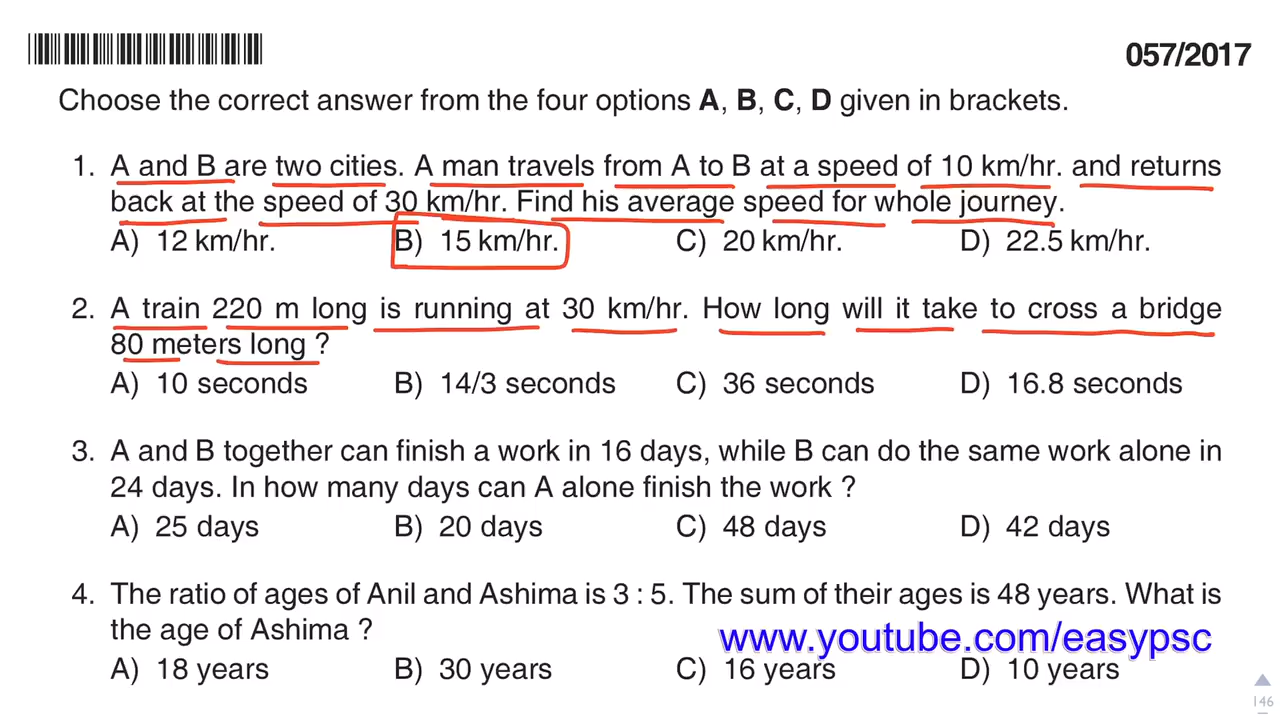 057/2017
Choose the correct answer from the four options A, B, C, D given in brackets.
1. A and B are two cities. A man travels from A to B at a speed of 10 km/hr. and returns
back at the speed of 30 km/hr. Find his average speed for whole journey.
A) 12 km/hr. B) 15 km/hr. C) 20 km/hr. D) 22.5 km/hr.
2. A train 220 m long is running at 30 km/hr. How long will it take to cross a bridge
80 meters long ?
A) 10 seconds B) 14/3 seconds C) 36 seconds D) 16.8 seconds
3. A and B together can finish a work in 16 days, while B can do the same work alone in
24 days. In how many days can A alone finish the work ?
A) 25 days B) 20 days C) 48 days D) 42 days
4. The ratio of ages of Anil and Ashima is 3 : 5. The sum of their ages is 48 years. What is
the age of Ashima ?
www.youtube.com/easypsc
A) 18 years B) 30 years C) 16 years D) 10 years
146